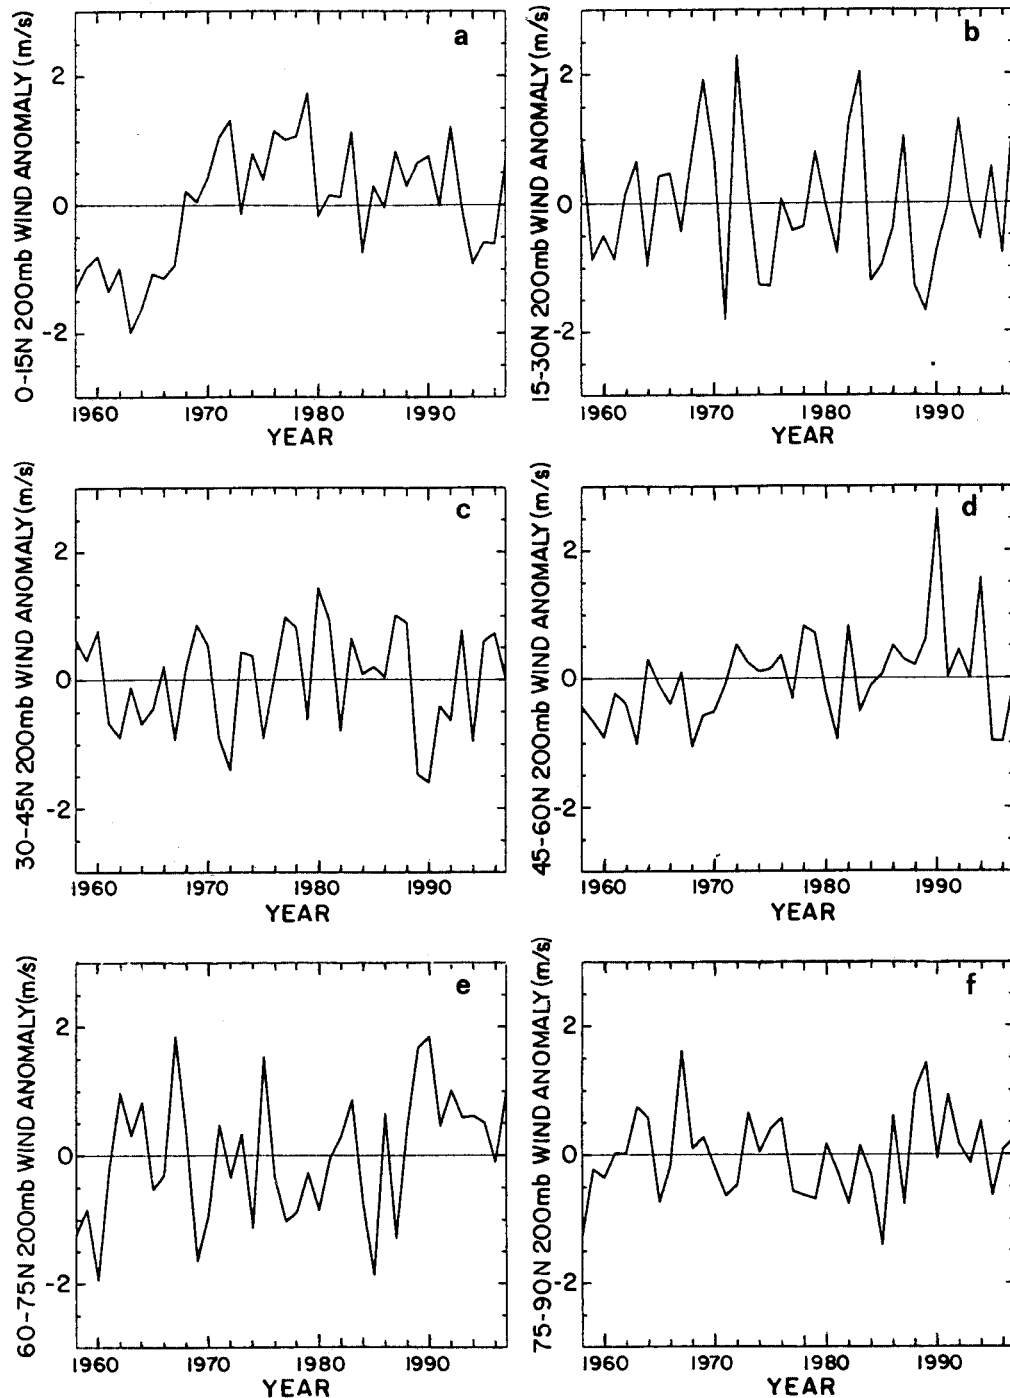 a
0-15N 200mb WIND ANOMALY (m/s)
2
0
-2
1960 1970 1980 1990
YEAR
b
15-30N 200mb WIND ANOMALY (m/s)
2
0
-2
1960 1970 1980 1990
YEAR
c
30-45N 200mb WIND ANOMALY (m/s)
2
0
-2
1960 1970 1980 1990
YEAR
d
45-60N 200mb WIND ANOMALY (m/s)
2
0
-2
1960 1970 1980 1990
YEAR
e
60-75N 200mb WIND ANOMALY(m/s)
2
0
-2
1960 1970 1980 1990
YEAR
f
75-90N 200mb WIND ANOMALY (m/s)
2
0
-2
1960 1970 1980 1990
YEAR